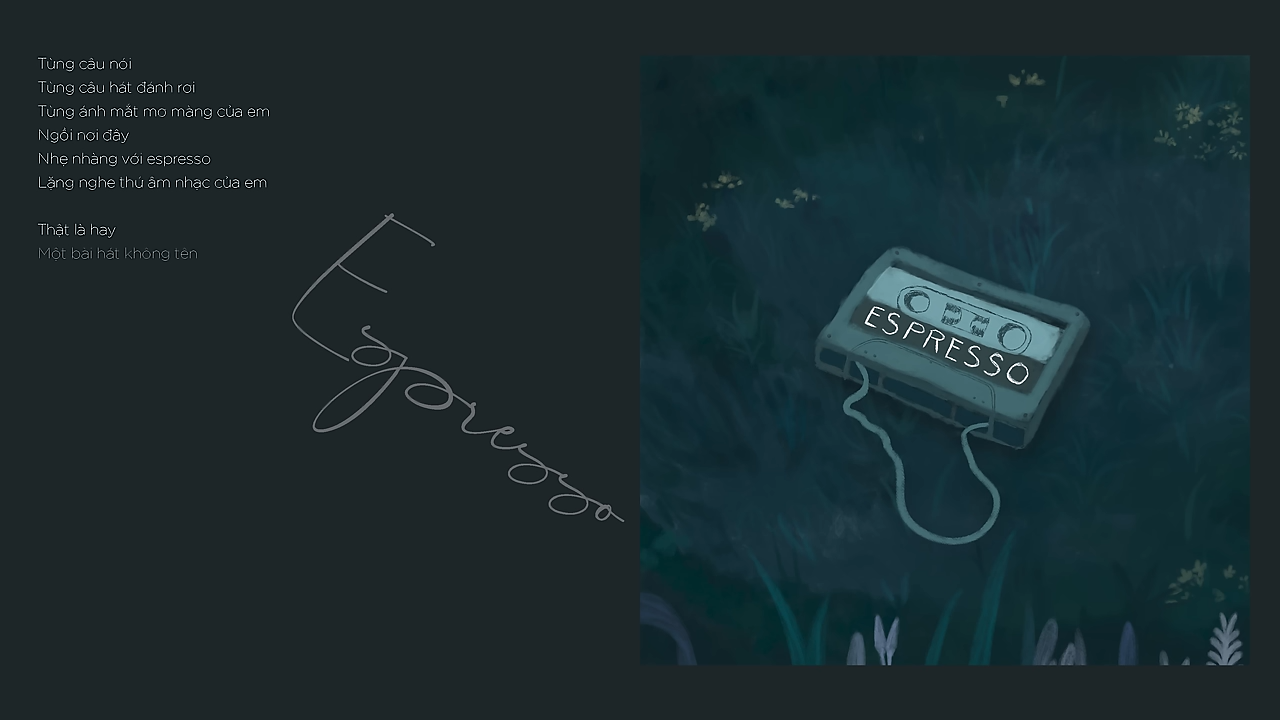 Từng câu nói
Từng câu hát đánh rơi
Từng ánh mắt mơ màng của em
Ngồi nơi đây
Nhẹ nhàng với espresso
Lặng nghe thứ âm nhạc của em
Thật là hay
Một bài hát không tên
Espresso
ESPRESSO